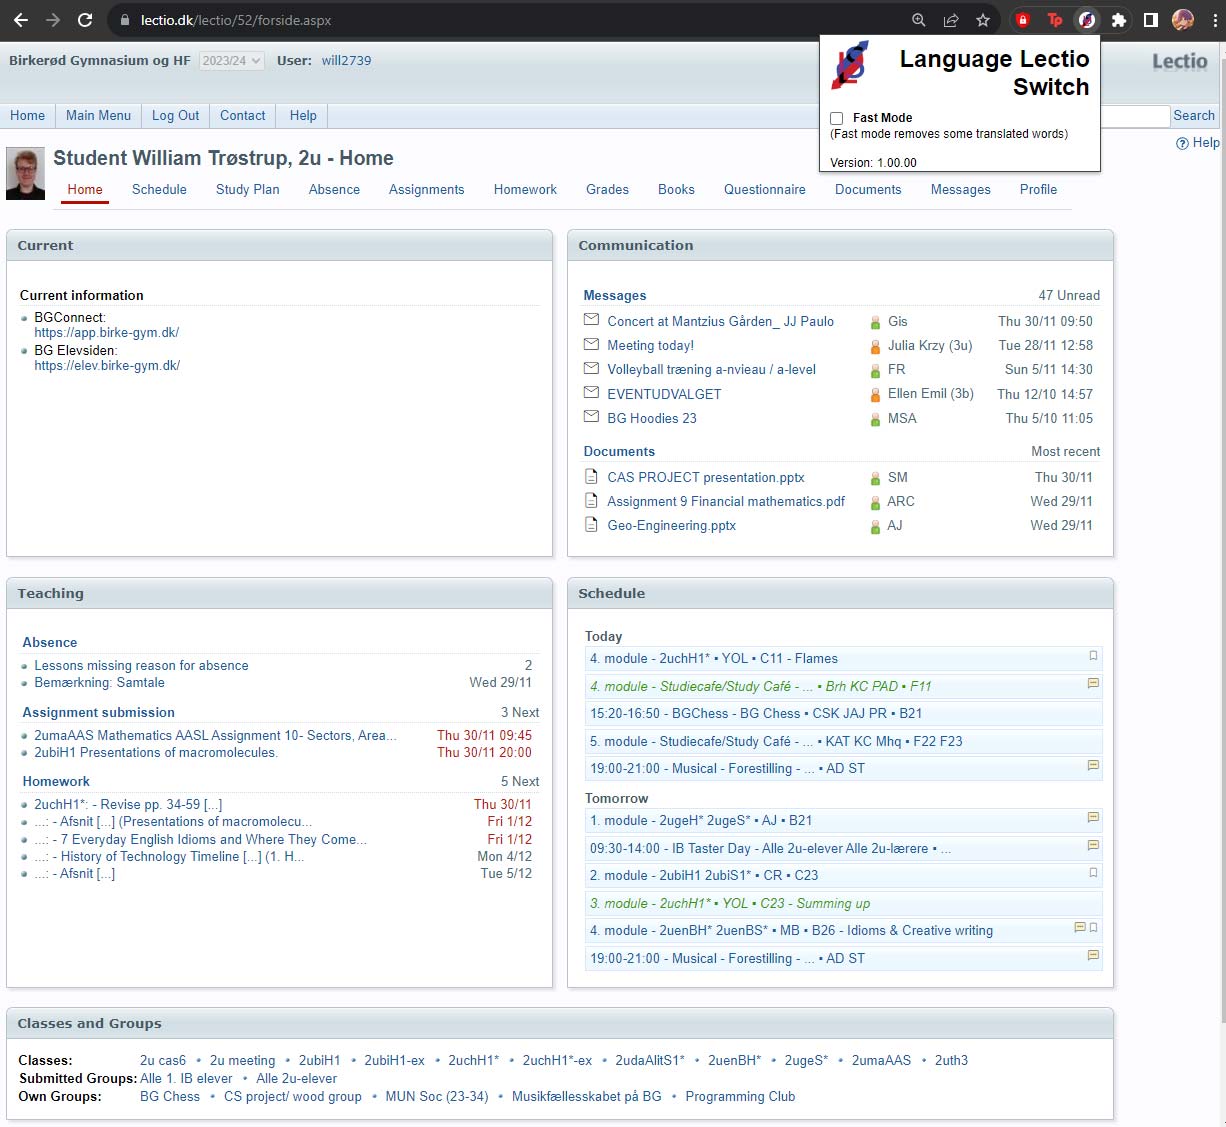 lectio.dk/lectio/52/forside.aspx
Tp
Birkerød Gymnasium og HF 2023/24 User: will2739
Lectio
Language Lectio
Switch
Fast Mode
(Fast mode removes some translated words)
Version: 1.00.00
Home Main Menu Log Out Contact Help
Search
Help
Student William Trøstrup, 2u - Home
Home Schedule Study Plan Absence Assignments Homework Grades Books Questionnaire Documents Messages Profile
Current
Current information
BGConnect:
https://app.birke-gym.dk/
BG Elevsiden:
https://elev.birke-gym.dk/
Communication
Messages 47 Unread
Concert at Mantzius Gården_ JJ Paulo Gis Thu 30/11 09:50
Meeting today! Julia Krzy (3u) Tue 28/11 12:58
Volleyball træning a-nvieau / a-level FR Sun 5/11 14:30
EVENTUDVALGET Ellen Emil (3b) Thu 12/10 14:57
BG Hoodies 23 MSA Thu 5/10 11:05
Documents Most recent
CAS PROJECT presentation.pptx SM Thu 30/11
Assignment 9 Financial mathematics.pdf ARC Wed 29/11
Geo-Engineering.pptx AJ Wed 29/11
Teaching
Absence
Lessons missing reason for absence 2
Bemærkning: Samtale Wed 29/11
Assignment submission 3 Next
2umaAAS Mathematics AASL Assignment 10- Sectors, Area... Thu 30/11 09:45
2ubiH1 Presentations of macromolecules. Thu 30/11 20:00
Homework 5 Next
2uchH1*: - Revise pp. 34-59 [...] Thu 30/11
...: - Afsnit [...] (Presentations of macromolecu... Fri 1/12
...: - 7 Everyday English Idioms and Where They Come... Fri 1/12
...: - History of Technology Timeline [...] (1. H... Mon 4/12
...: - Afsnit [...] Tue 5/12
Schedule
Today
4. module - 2uchH1* ▪ YOL ▪ C11 - Flames
4. module - Studiecafe/Study Café - ... ▪ Brh KC PAD ▪ F11
15:20-16:50 - BGChess - BG Chess ▪ CSK JAJ PR ▪ B21
5. module - Studiecafe/Study Café - ... ▪ KAT KC Mhq ▪ F22 F23
19:00-21:00 - Musical - Forestilling - ... ▪ AD ST
Tomorrow
1. module - 2ugeH* 2ugeS* ▪ AJ ▪ B21
09:30-14:00 - IB Taster Day - Alle 2u-elever Alle 2u-lærere ▪ ...
2. module - 2ubiH1 2ubiS1* ▪ CR ▪ C23
3. module - 2uchH1* ▪ YOL ▪ C23 - Summing up
4. module - 2uenBH* 2uenBS* ▪ MB ▪ B26 - Idioms & Creative writing
19:00-21:00 - Musical - Forestilling - ... ▪ AD ST
Classes and Groups
Classes: 2u cas6 • 2u meeting • 2ubiH1 • 2ubiH1-ex • 2uchH1* • 2uchH1*-ex • 2udaAlitS1* • 2uenBH* • 2ugeS* • 2umaAAS • 2uth3
Submitted Groups: Alle 1. IB elever • Alle 2u-elever
Own Groups: BG Chess • CS project/ wood group • MUN Soc (23-34) • Musikfællesskabet på BG • Programming Club